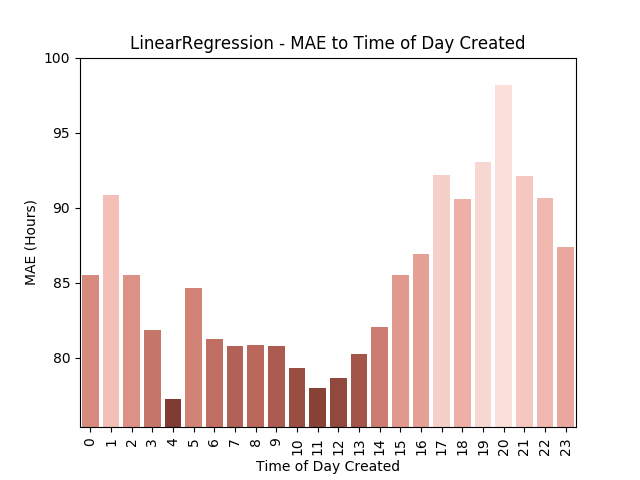 LinearRegression - MAE to Time of Day Created
MAE (Hours)
100
95
90
85
80
0 1 2 3 4 5 6 7 8 9 10 11 12 13 14 15 16 17 18 19 20 21 22 23
Time of Day Created